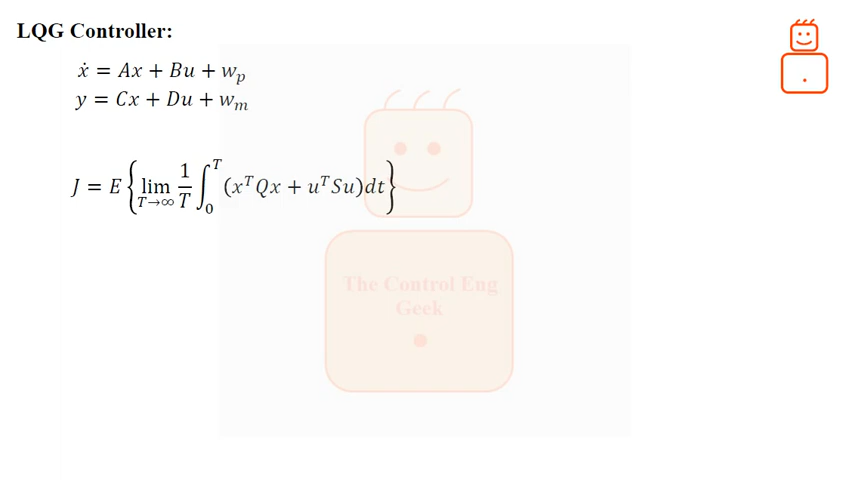 LQG Controller:
ẋ = Ax + Bu + w_p
y = Cx + Du + w_m
J = E { lim_{T→∞} 1/T ∫_0^T (x^T Qx + u^T Su)dt }
The Control Eng
Geek